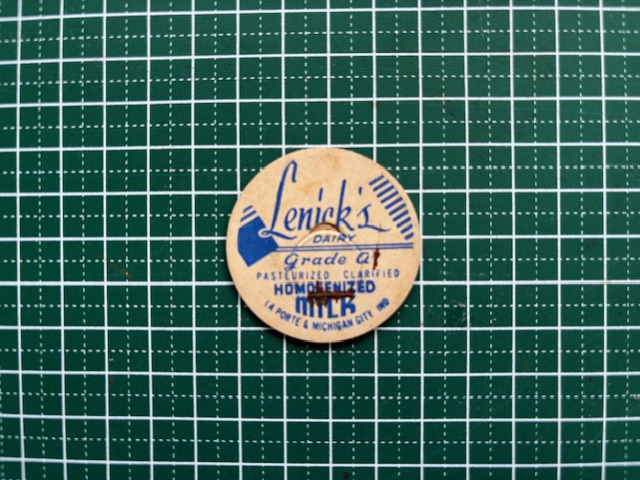 Lenick's
DAIRY
Grade A
PASTEURIZED CLARIFIED
HOMOGENIZED
MILK
LA PORTE & MICHIGAN CITY IND